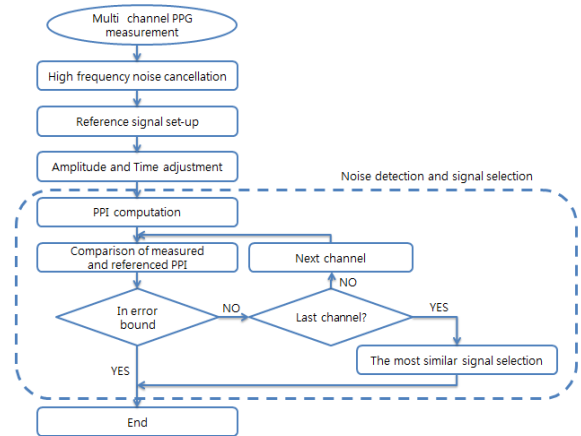 Multi channel PPG
measurement
High frequency noise cancellation
Reference signal set-up
Amplitude and Time adjustment
Noise detection and signal selection
PPI computation
Comparison of measured
and referenced PPI
Next channel
In error
bound
NO
Last channel?
NO
YES
The most similar signal selection
YES
End